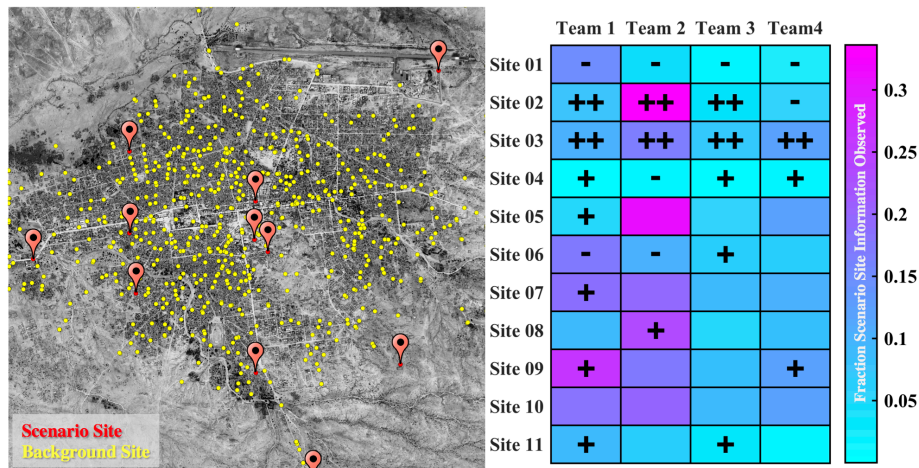 Scenario Site
Background Site
Team 1 Team 2 Team 3 Team4
Site 01 - - - -
Site 02 ++ ++ ++ -
Site 03 ++ ++ ++ ++
Site 04 + - + +
Site 05 +
Site 06 - - +
Site 07 +
Site 08 +
Site 09 + +
Site 10
Site 11 + +
Fraction Scenario Site Information Observed
0.3
0.25
0.2
0.15
0.1
0.05